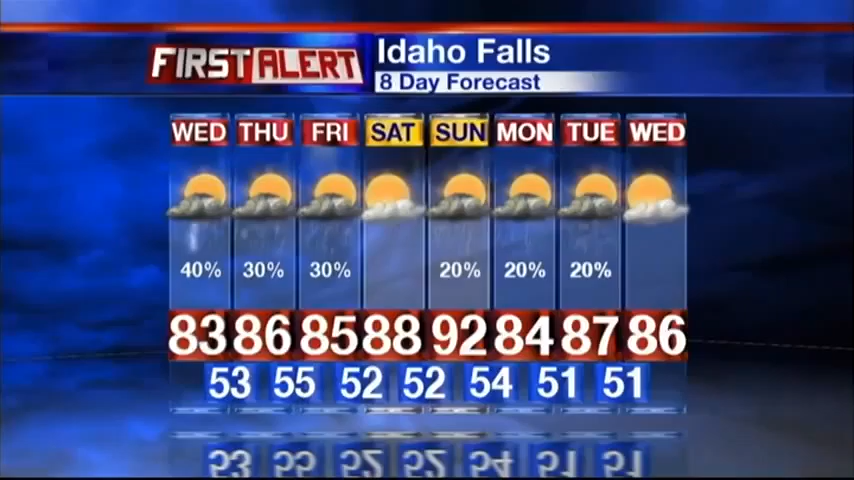 FIRST ALERT
Idaho Falls
8 Day Forecast
WED THU FRI SAT SUN MON TUE WED
40% 30% 30% 20% 20% 20%
83 86 85 88 92 84 87 86
53 55 52 52 54 51 51